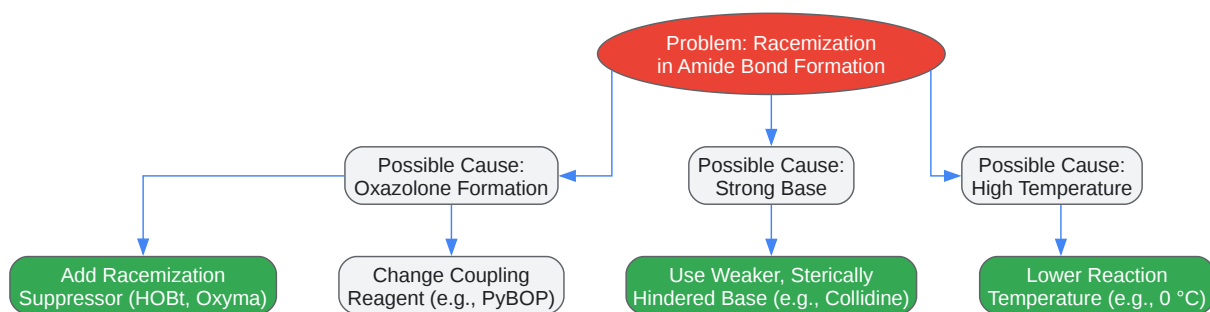 Problem: Racemization
in Amide Bond Formation
Possible Cause:
Oxazolone Formation
Possible Cause:
Strong Base
Possible Cause:
High Temperature
Add Racemization
Suppressor (HOBt, Oxyma)
Change Coupling
Reagent (e.g., PyBOP)
Use Weaker, Sterically
Hindered Base (e.g., Collidine)
Lower Reaction
Temperature (e.g., 0 °C)